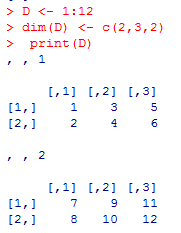 > D <- 1:12
> dim(D) <- c(2,3,2)
>  print(D)
, , 1
     [,1] [,2] [,3]
[1,]    1    3    5
[2,]    2    4    6
, , 2
     [,1] [,2] [,3]
[1,]    7    9   11
[2,]    8   10   12